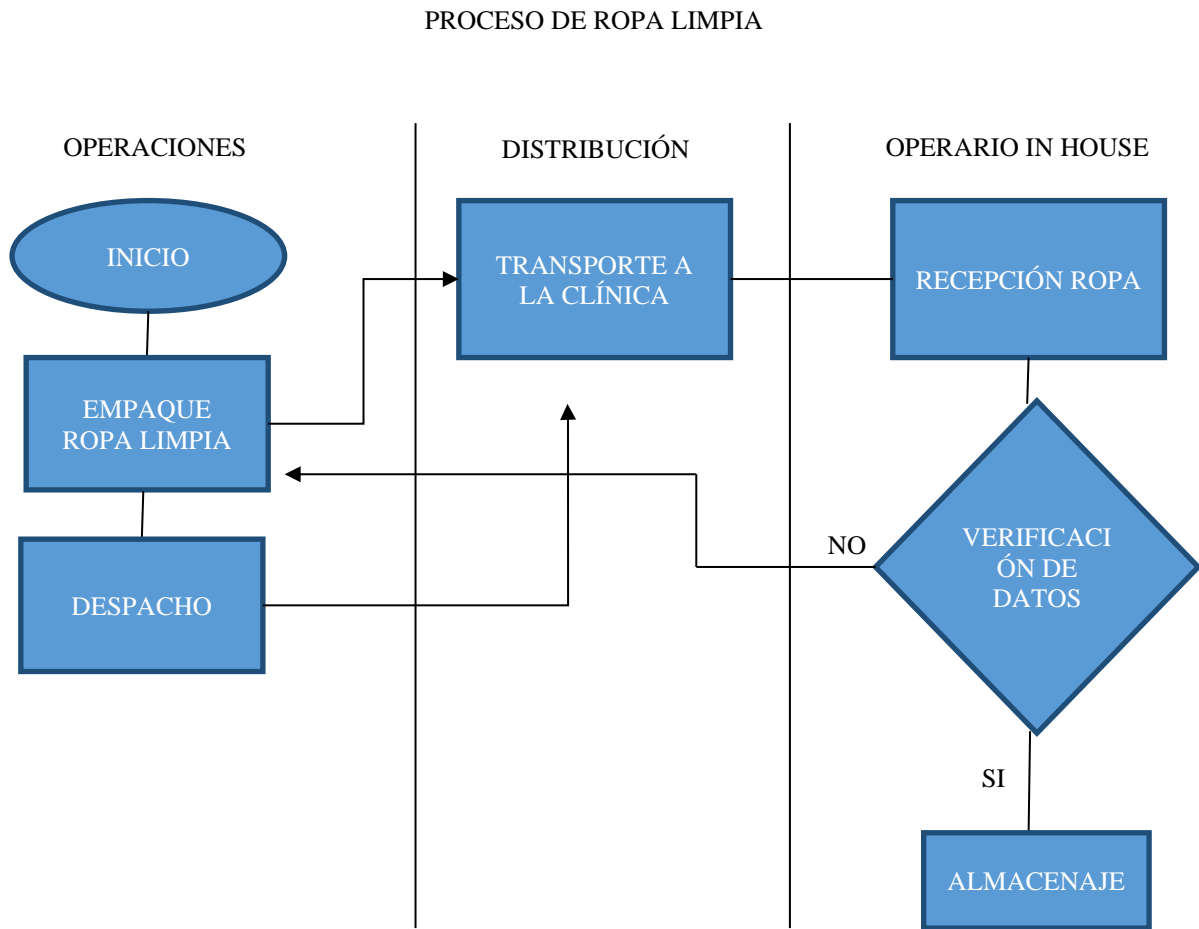 PROCESO DE ROPA LIMPIA
OPERACIONES
DISTRIBUCIÓN
OPERARIO IN HOUSE
INICIO
TRANSPORTE A
LA CLÍNICA
RECEPCIÓN ROPA
EMPAQUE
ROPA LIMPIA
DESPACHO
NO
VERIFICACI
ÓN DE
DATOS
SI
ALMACENAJE